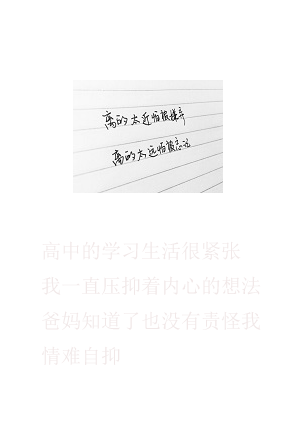 离的太近怕被嫌弃
离的太远怕被忘记
高中的学习生活很紧张
我一直压抑着内心的想法
爸妈知道了也没有责怪我
情难自抑